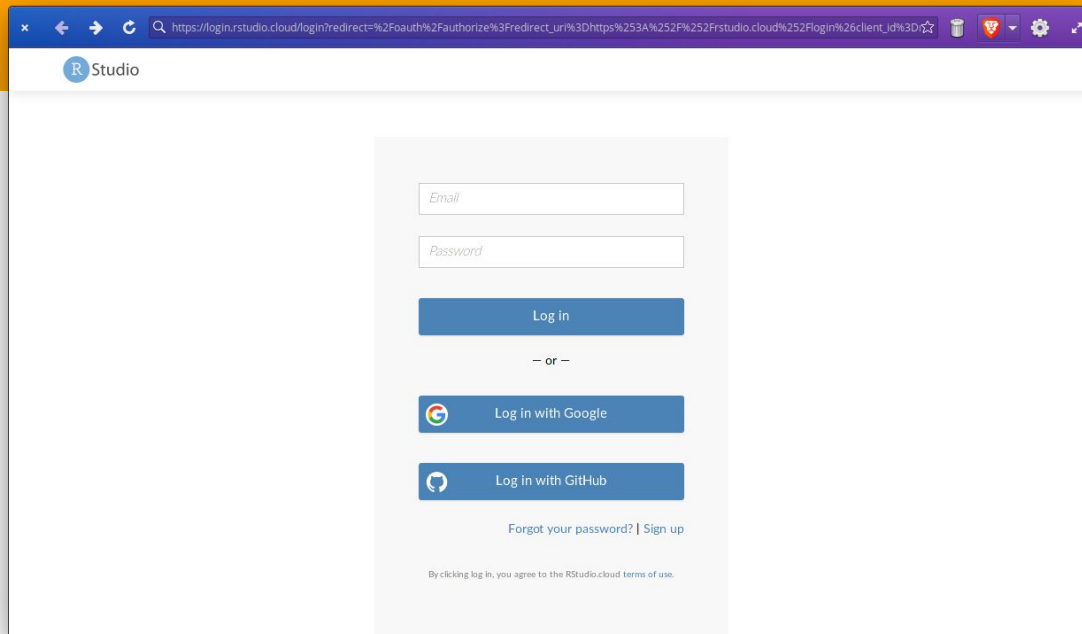 https://login.rstudio.cloud/login?redirect=%2Foauth%2Fauthorize%3Fredirect_uri%3Dhttps%253A%252F%252Frstudio.cloud%252Flogin%26client_id%3D
R Studio
Email
Password
Log in
— or —
G Log in with Google
Log in with GitHub
Forgot your password? | Sign up
By clicking log in, you agree to the RStudio.cloud terms of use.